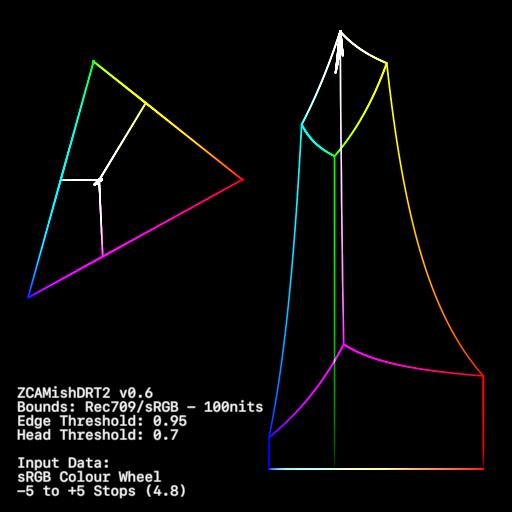 ZCAMishDRT2 v0.6
Bounds: Rec709/sRGB – 100nits
Edge Threshold: 0.95
Head Threshold: 0.7
Input Data:
sRGB Colour Wheel
–5 to +5 Stops (4.8)